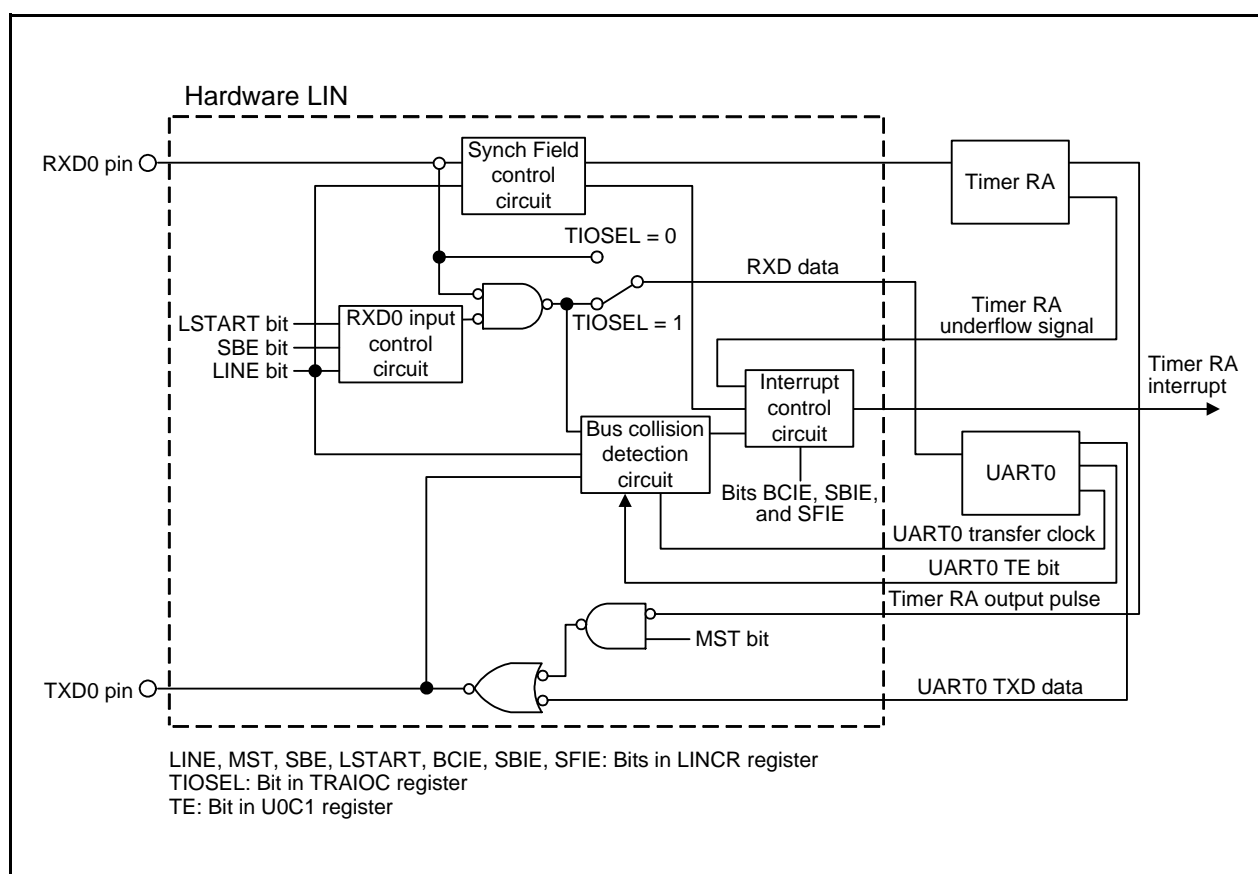 Hardware LIN
RXD0 pin
Synch Field
control
circuit
Timer RA
TIOSEL = 0
RXD data
LSTART bit
SBE bit
LINE bit
RXD0 input
control
circuit
TIOSEL = 1
Timer RA
underflow signal
Timer RA
interrupt
Interrupt
control
circuit
Bus collision
detection
circuit
Bits BCIE, SBIE,
and SFIE
UART0
UART0 transfer clock
UART0 TE bit
Timer RA output pulse
MST bit
TXD0 pin
UART0 TXD data
LINE, MST, SBE, LSTART, BCIE, SBIE, SFIE: Bits in LINCR register
TIOSEL: Bit in TRAIOC register
TE: Bit in U0C1 register